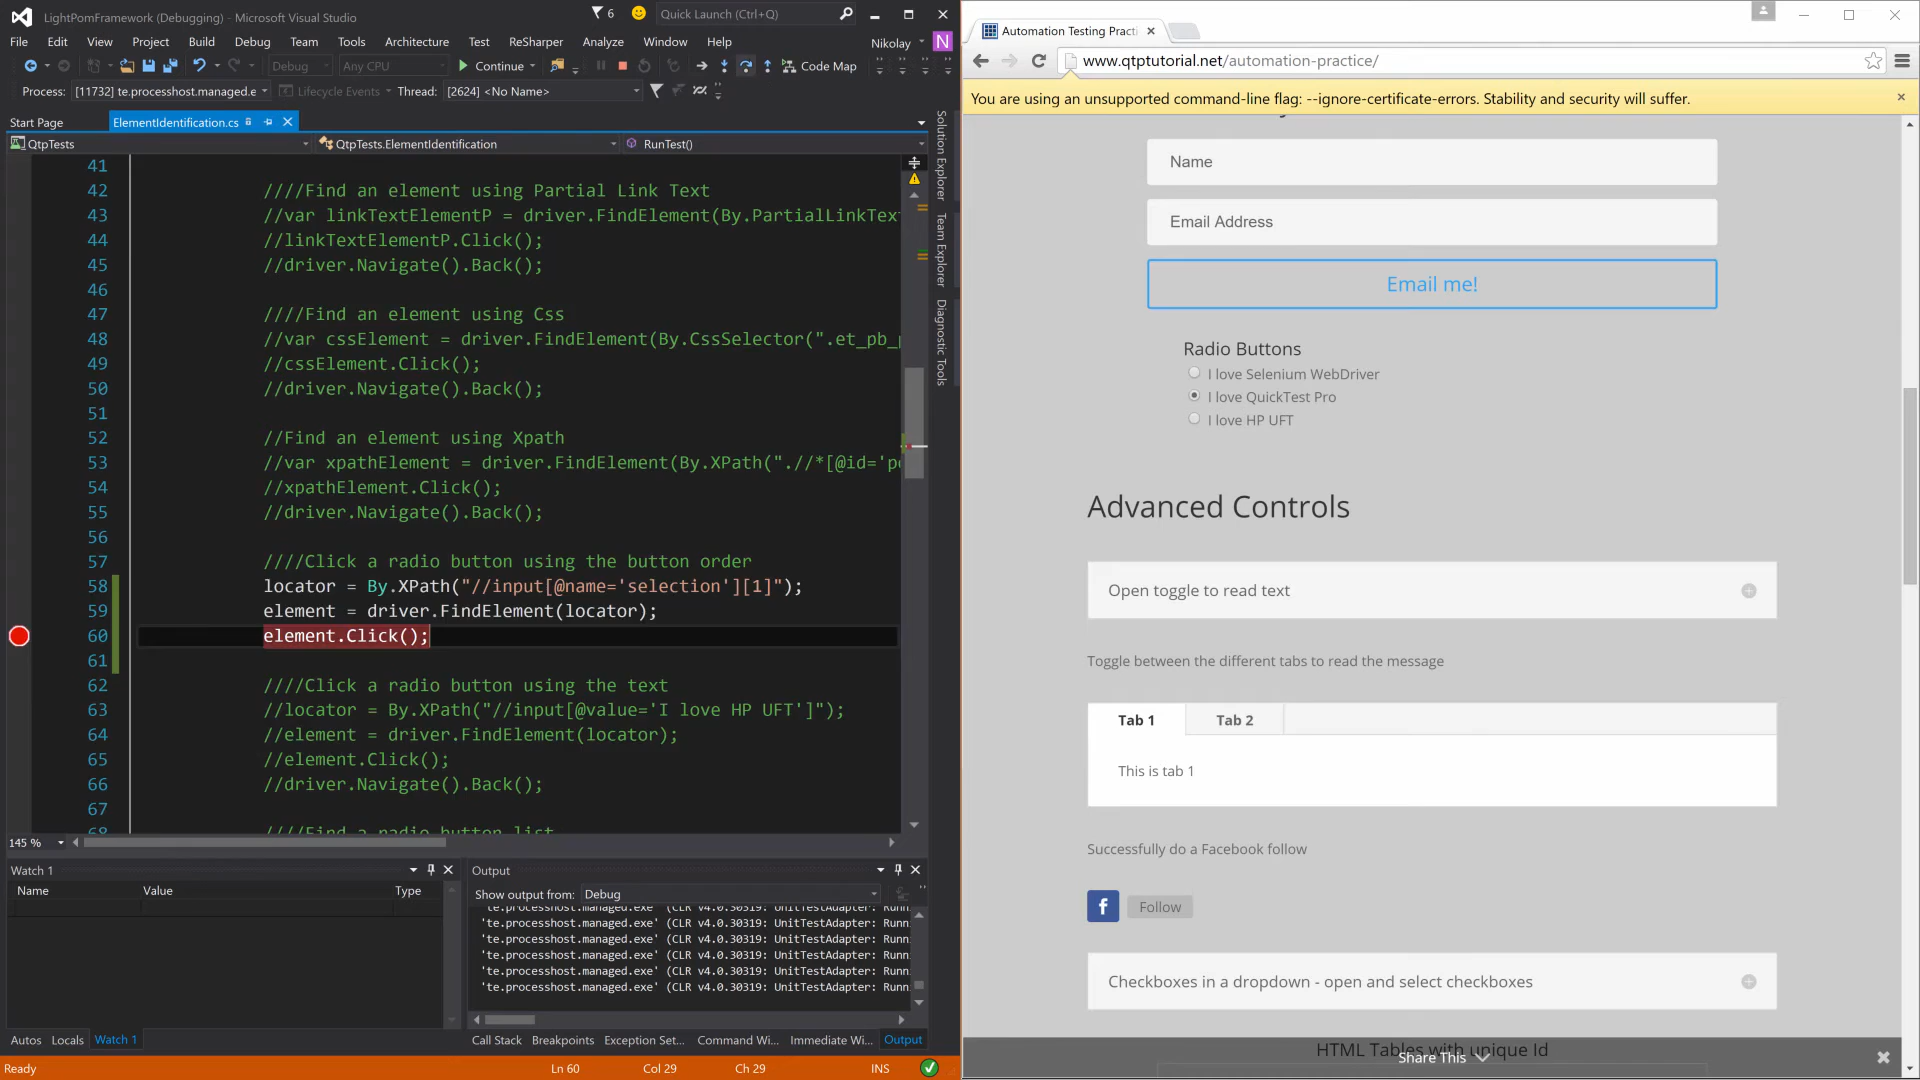 LightPomFramework (Debugging) - Microsoft Visual Studio
6
Quick Launch (Ctrl+Q)
File Edit View Project Build Debug Team Tools Architecture Test ReSharper Analyze Window Help
Nikolay
N
Debug Any CPU Continue Code Map
Process: [11732] te.processhost.managed.e Lifecycle Events Thread: [2624] <No Name>
Start Page ElementIdentification.cs
QtpTests QtpTests.ElementIdentification RunTest()
41
42 ////Find an element using Partial Link Text
43 //var linkTextElementP = driver.FindElement(By.PartialLinkTex
44 //linkTextElementP.Click();
45 //driver.Navigate().Back();
46
47 ////Find an element using Css
48 //var cssElement = driver.FindElement(By.CssSelector(".et_pb_
49 //cssElement.Click();
50 //driver.Navigate().Back();
51
52 //Find an element using Xpath
53 //var xpathElement = driver.FindElement(By.XPath(".//*[@id='p
54 //xpathElement.Click();
55 //driver.Navigate().Back();
56
57 ////Click a radio button using the button order
58 locator = By.XPath("//input[@name='selection'][1]");
59 element = driver.FindElement(locator);
60 element.Click();
61
62 ////Click a radio button using the text
63 //locator = By.XPath("//input[@value='I love HP UFT']");
64 //element = driver.FindElement(locator);
65 //element.Click();
66 //driver.Navigate().Back();
67
68 ////Find a radio button list
145 %
Solution Explorer
Team Explorer
Diagnostic Tools
Watch 1
Name Value Type
Autos Locals Watch 1
Output
Show output from: Debug
'te.processhost.managed.exe' (CLR v4.0.30319: UnitTestAdapter: Runn
'te.processhost.managed.exe' (CLR v4.0.30319: UnitTestAdapter: Runn
'te.processhost.managed.exe' (CLR v4.0.30319: UnitTestAdapter: Runn
'te.processhost.managed.exe' (CLR v4.0.30319: UnitTestAdapter: Runn
'te.processhost.managed.exe' (CLR v4.0.30319: UnitTestAdapter: Runn
'te.processhost.managed.exe' (CLR v4.0.30319: UnitTestAdapter: Runn
Call Stack Breakpoints Exception Set... Command Wi... Immediate Wi... Output
Ready Ln 60 Col 29 Ch 29 INS
Automation Testing Practi
www.qtptutorial.net/automation-practice/
You are using an unsupported command-line flag: --ignore-certificate-errors. Stability and security will suffer.
Name
Email Address
Email me!
Radio Buttons
I love Selenium WebDriver
I love QuickTest Pro
I love HP UFT
Advanced Controls
Open toggle to read text
Toggle between the different tabs to read the message
Tab 1 Tab 2
This is tab 1
Successfully do a Facebook follow
f Follow
Checkboxes in a dropdown - open and select checkboxes
HTML Tables with unique Id
Share This